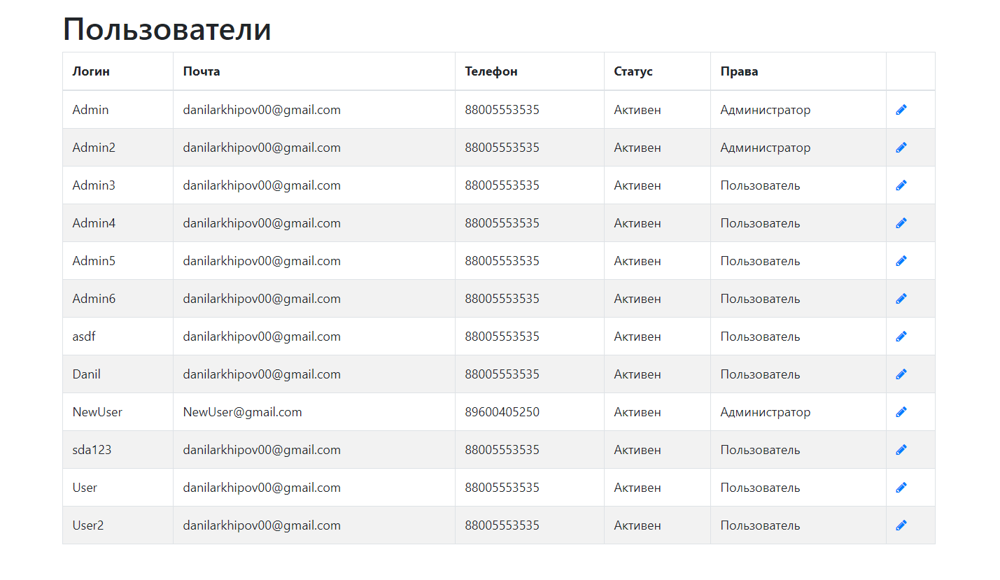 Пользователи
Логин Почта Телефон Статус Права
Admin danilarkhipov00@gmail.com 88005553535 Активен Администратор
Admin2 danilarkhipov00@gmail.com 88005553535 Активен Администратор
Admin3 danilarkhipov00@gmail.com 88005553535 Активен Пользователь
Admin4 danilarkhipov00@gmail.com 88005553535 Активен Пользователь
Admin5 danilarkhipov00@gmail.com 88005553535 Активен Пользователь
Admin6 danilarkhipov00@gmail.com 88005553535 Активен Пользователь
asdf danilarkhipov00@gmail.com 88005553535 Активен Пользователь
Danil danilarkhipov00@gmail.com 88005553535 Активен Пользователь
NewUser NewUser@gmail.com 89600405250 Активен Администратор
sda123 danilarkhipov00@gmail.com 88005553535 Активен Пользователь
User danilarkhipov00@gmail.com 88005553535 Активен Пользователь
User2 danilarkhipov00@gmail.com 88005553535 Активен Пользователь